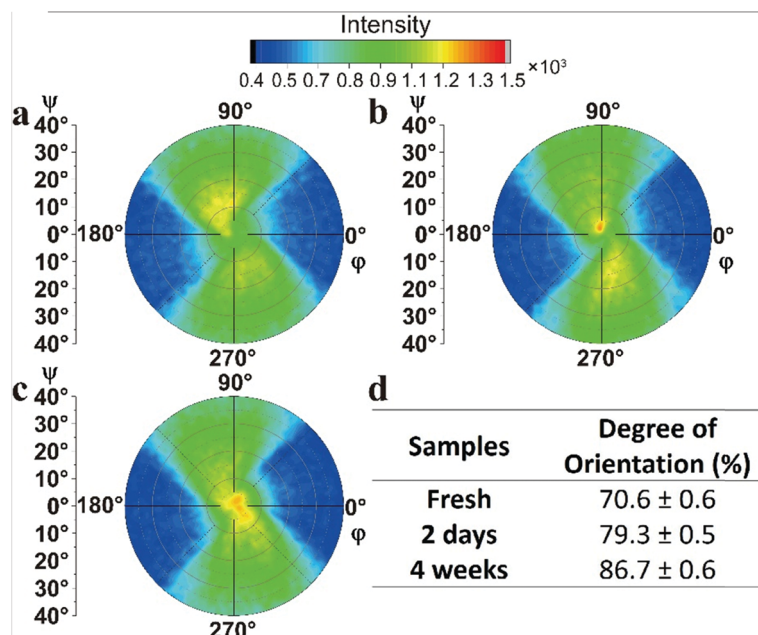 Intensity
0.4 0.5 0.7 0.8 0.9 1.1 1.2 1.3 1.5 ×10³
a
ψ
90°
40°
30°
20°
10°
180° 0° 0°
φ
10°
20°
30°
40°
270°
b
ψ
90°
40°
30°
20°
10°
180° 0° 0°
φ
10°
20°
30°
40°
270°
c
ψ
90°
40°
30°
20°
10°
180° 0° 0°
φ
10°
20°
30°
40°
270°
d
Samples Degree of
Orientation (%)
Fresh 70.6 ± 0.6
2 days 79.3 ± 0.5
4 weeks 86.7 ± 0.6